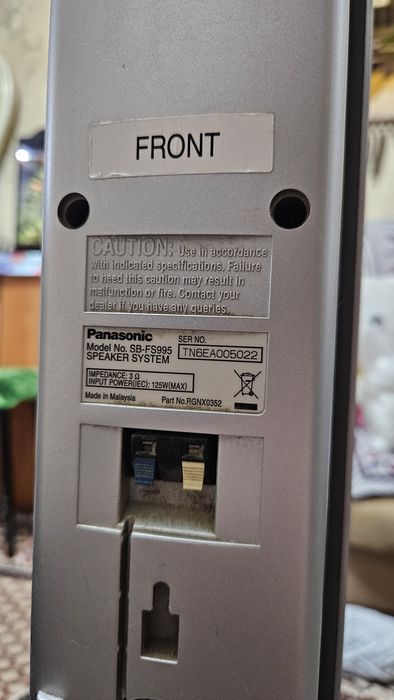 FRONT
CAUTION: Use in accordance
with indicated specifications. Failure
to heed this caution may result in
malfunction or fire. Contact your
dealer if you have any queries.
Panasonic
Model No. SB-FS995
SPEAKER SYSTEM
SER NO.
TN6EA005022
IMPEDANCE: 3 Ω
INPUT POWER(IEC): 125W(MAX)
Made in Malaysia
Part No.RGNX0352